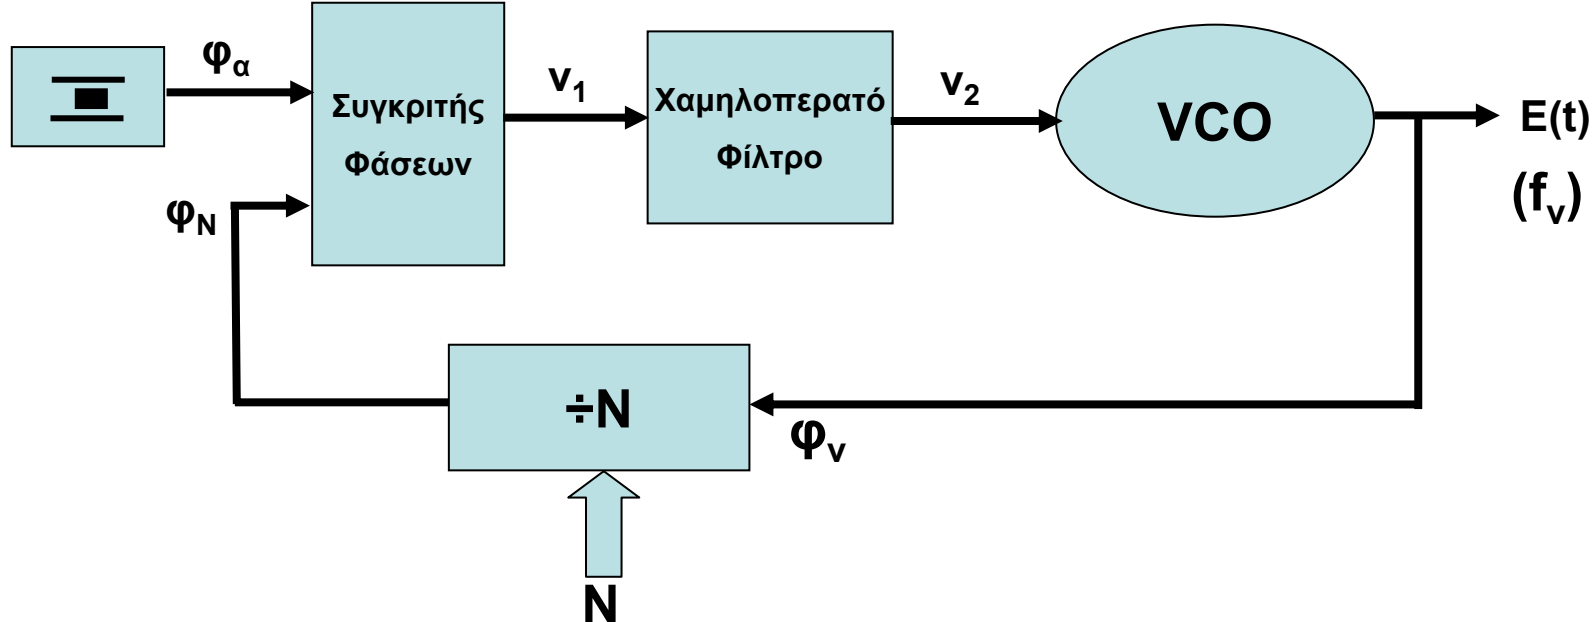 φα
Συγκριτής
Φάσεων
v1
Χαμηλοπερατό
Φίλτρο
v2
VCO
E(t)
(fv)
φN
÷N
φv
N